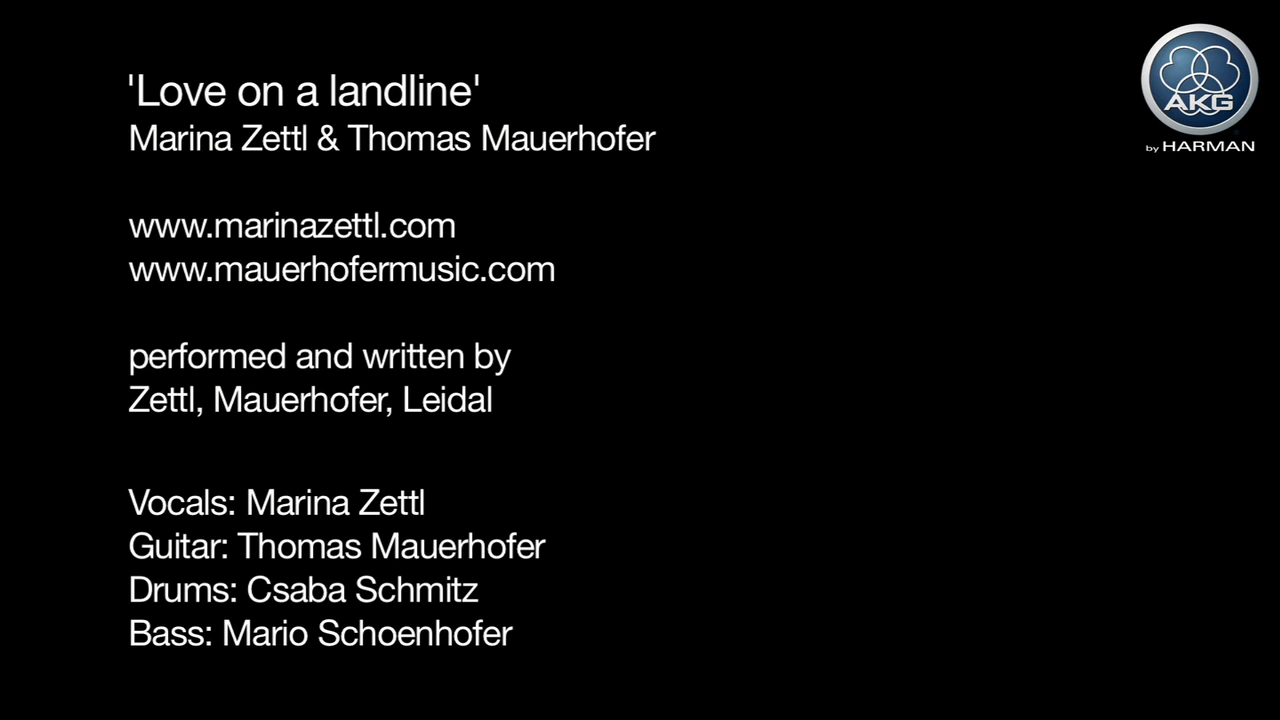 'Love on a landline'
Marina Zettl & Thomas Mauerhofer
www.marinazettl.com
www.mauerhofermusic.com
performed and written by
Zettl, Mauerhofer, Leidal
Vocals: Marina Zettl
Guitar: Thomas Mauerhofer
Drums: Csaba Schmitz
Bass: Mario Schoenhofer
AKG
by HARMAN